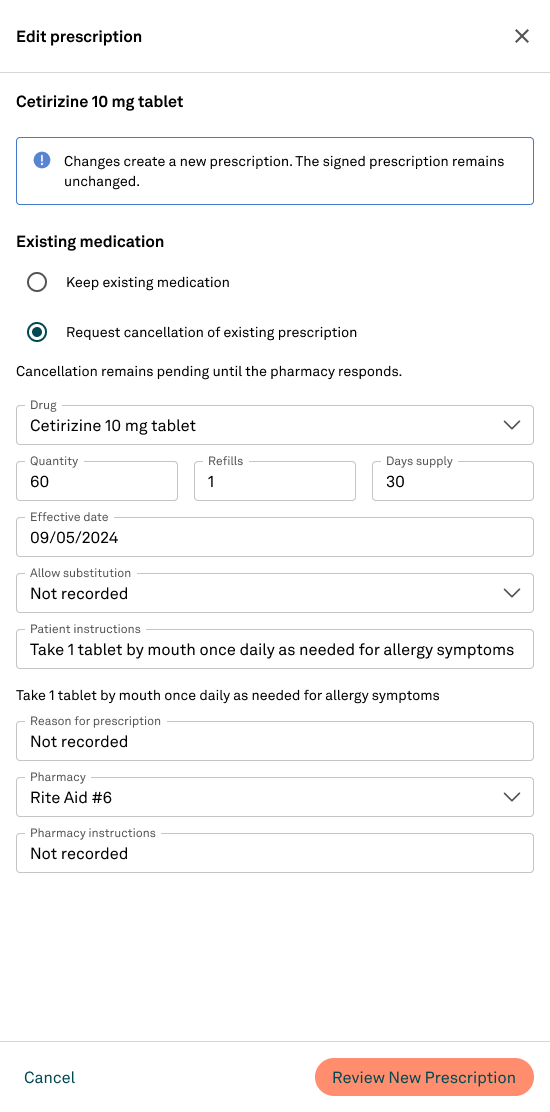 Edit prescription
Cetirizine 10 mg tablet
Changes create a new prescription. The signed prescription remains
unchanged.
Existing medication
Keep existing medication
Request cancellation of existing prescription
Cancellation remains pending until the pharmacy responds.
Drug
Cetirizine 10 mg tablet
Quantity
60
Refills
1
Days supply
30
Effective date
09/05/2024
Allow substitution
Not recorded
Patient instructions
Take 1 tablet by mouth once daily as needed for allergy symptoms
Take 1 tablet by mouth once daily as needed for allergy symptoms
Reason for prescription
Not recorded
Pharmacy
Rite Aid #6
Pharmacy instructions
Not recorded
Cancel
Review New Prescription